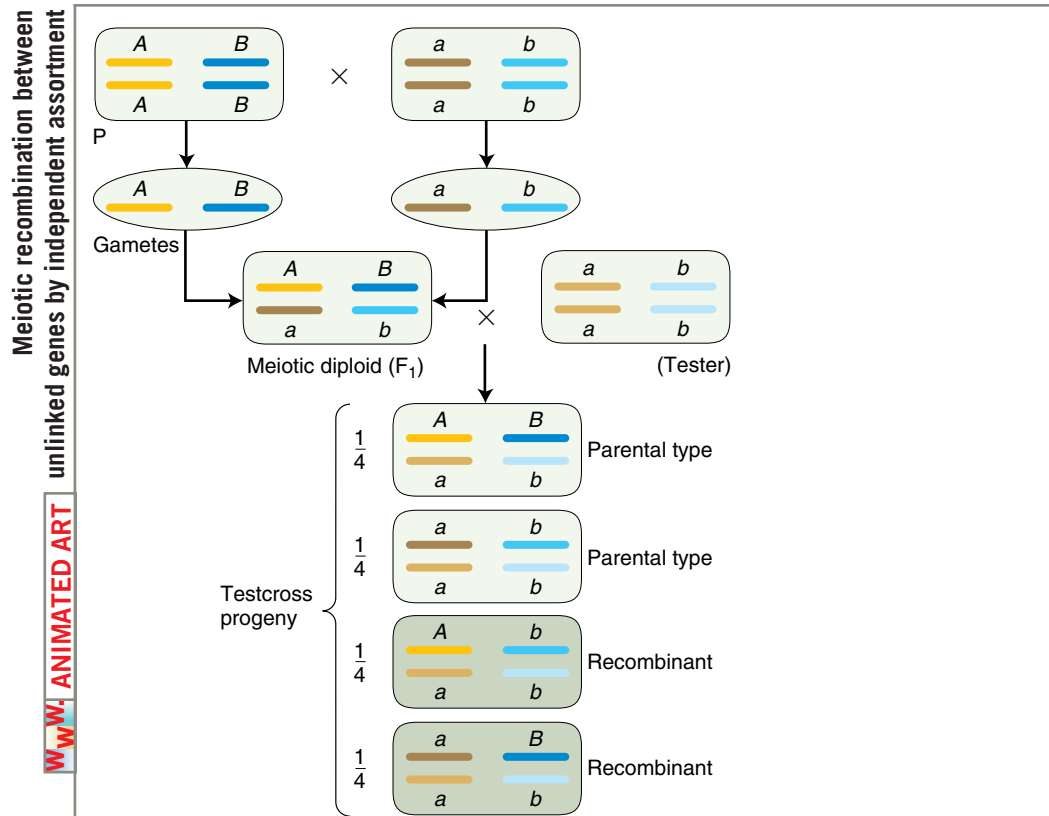 Meiotic recombination between
unlinked genes by independent assortment
www. ANIMATED ART
A B
A B
×
a b
a b
P
A B
a b
Gametes
A B
a b
Meiotic diploid (F₁)
×
a b
a b
(Tester)
Testcross
progeny
1/4
A B
a b
Parental type
1/4
a b
a b
Parental type
1/4
A b
a b
Recombinant
1/4
a B
a b
Recombinant